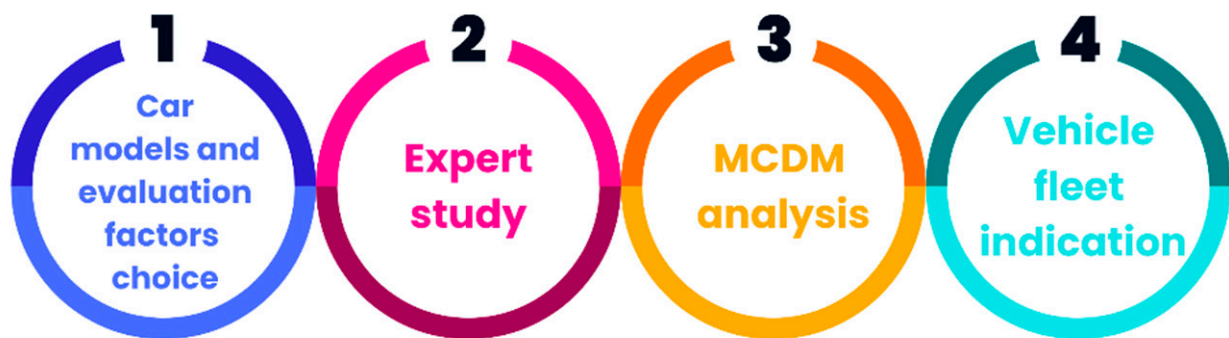 1
Car
models and
evaluation
factors
choice
2
Expert
study
3
MCDM
analysis
4
Vehicle
fleet
indication